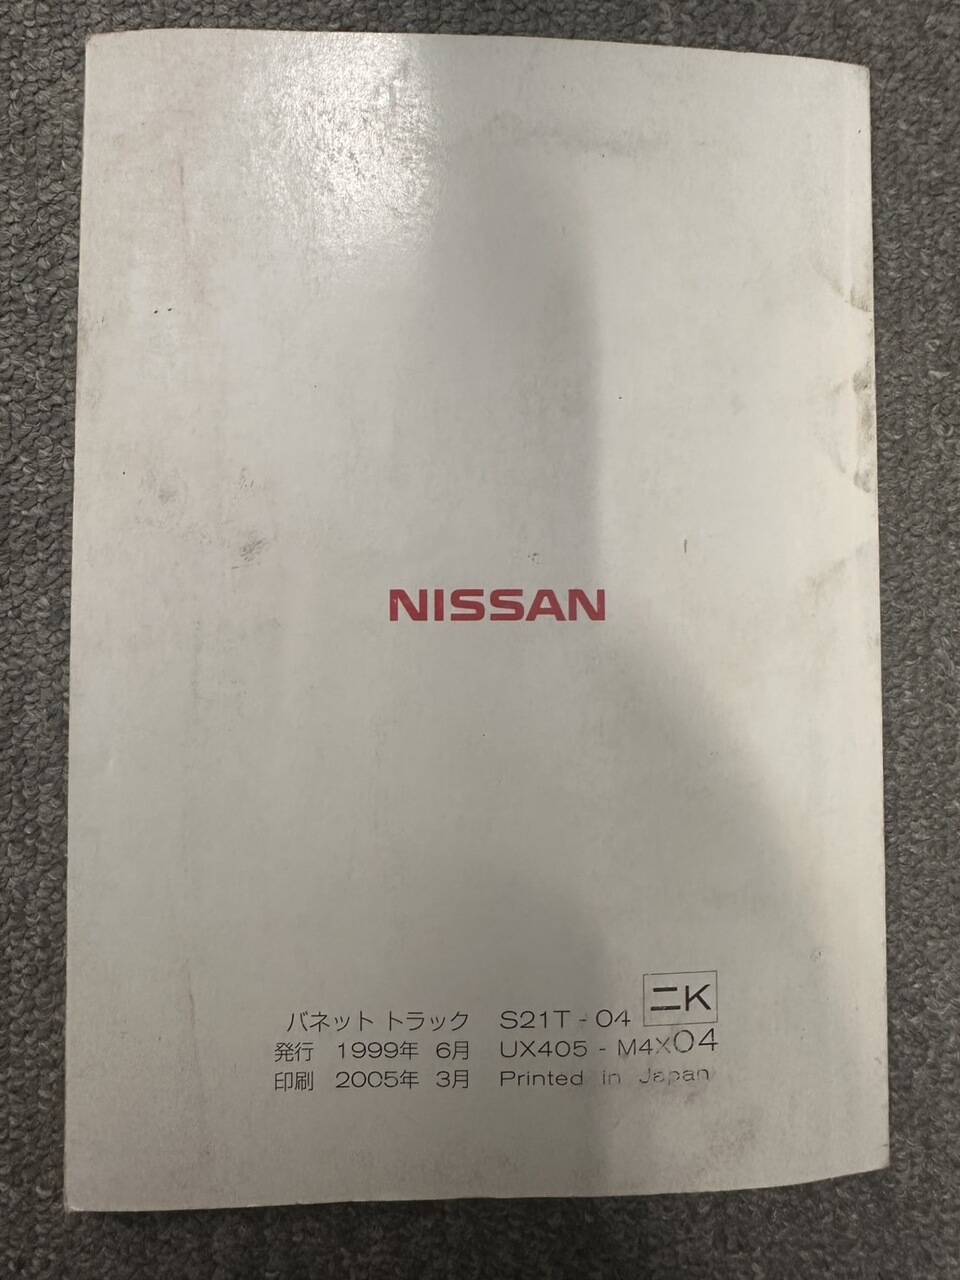 NISSAN
バネット トラック S21T - 04 ニK
発行 1999年 6月 UX405 - M4X04
印刷 2005年 3月 Printed in Japan